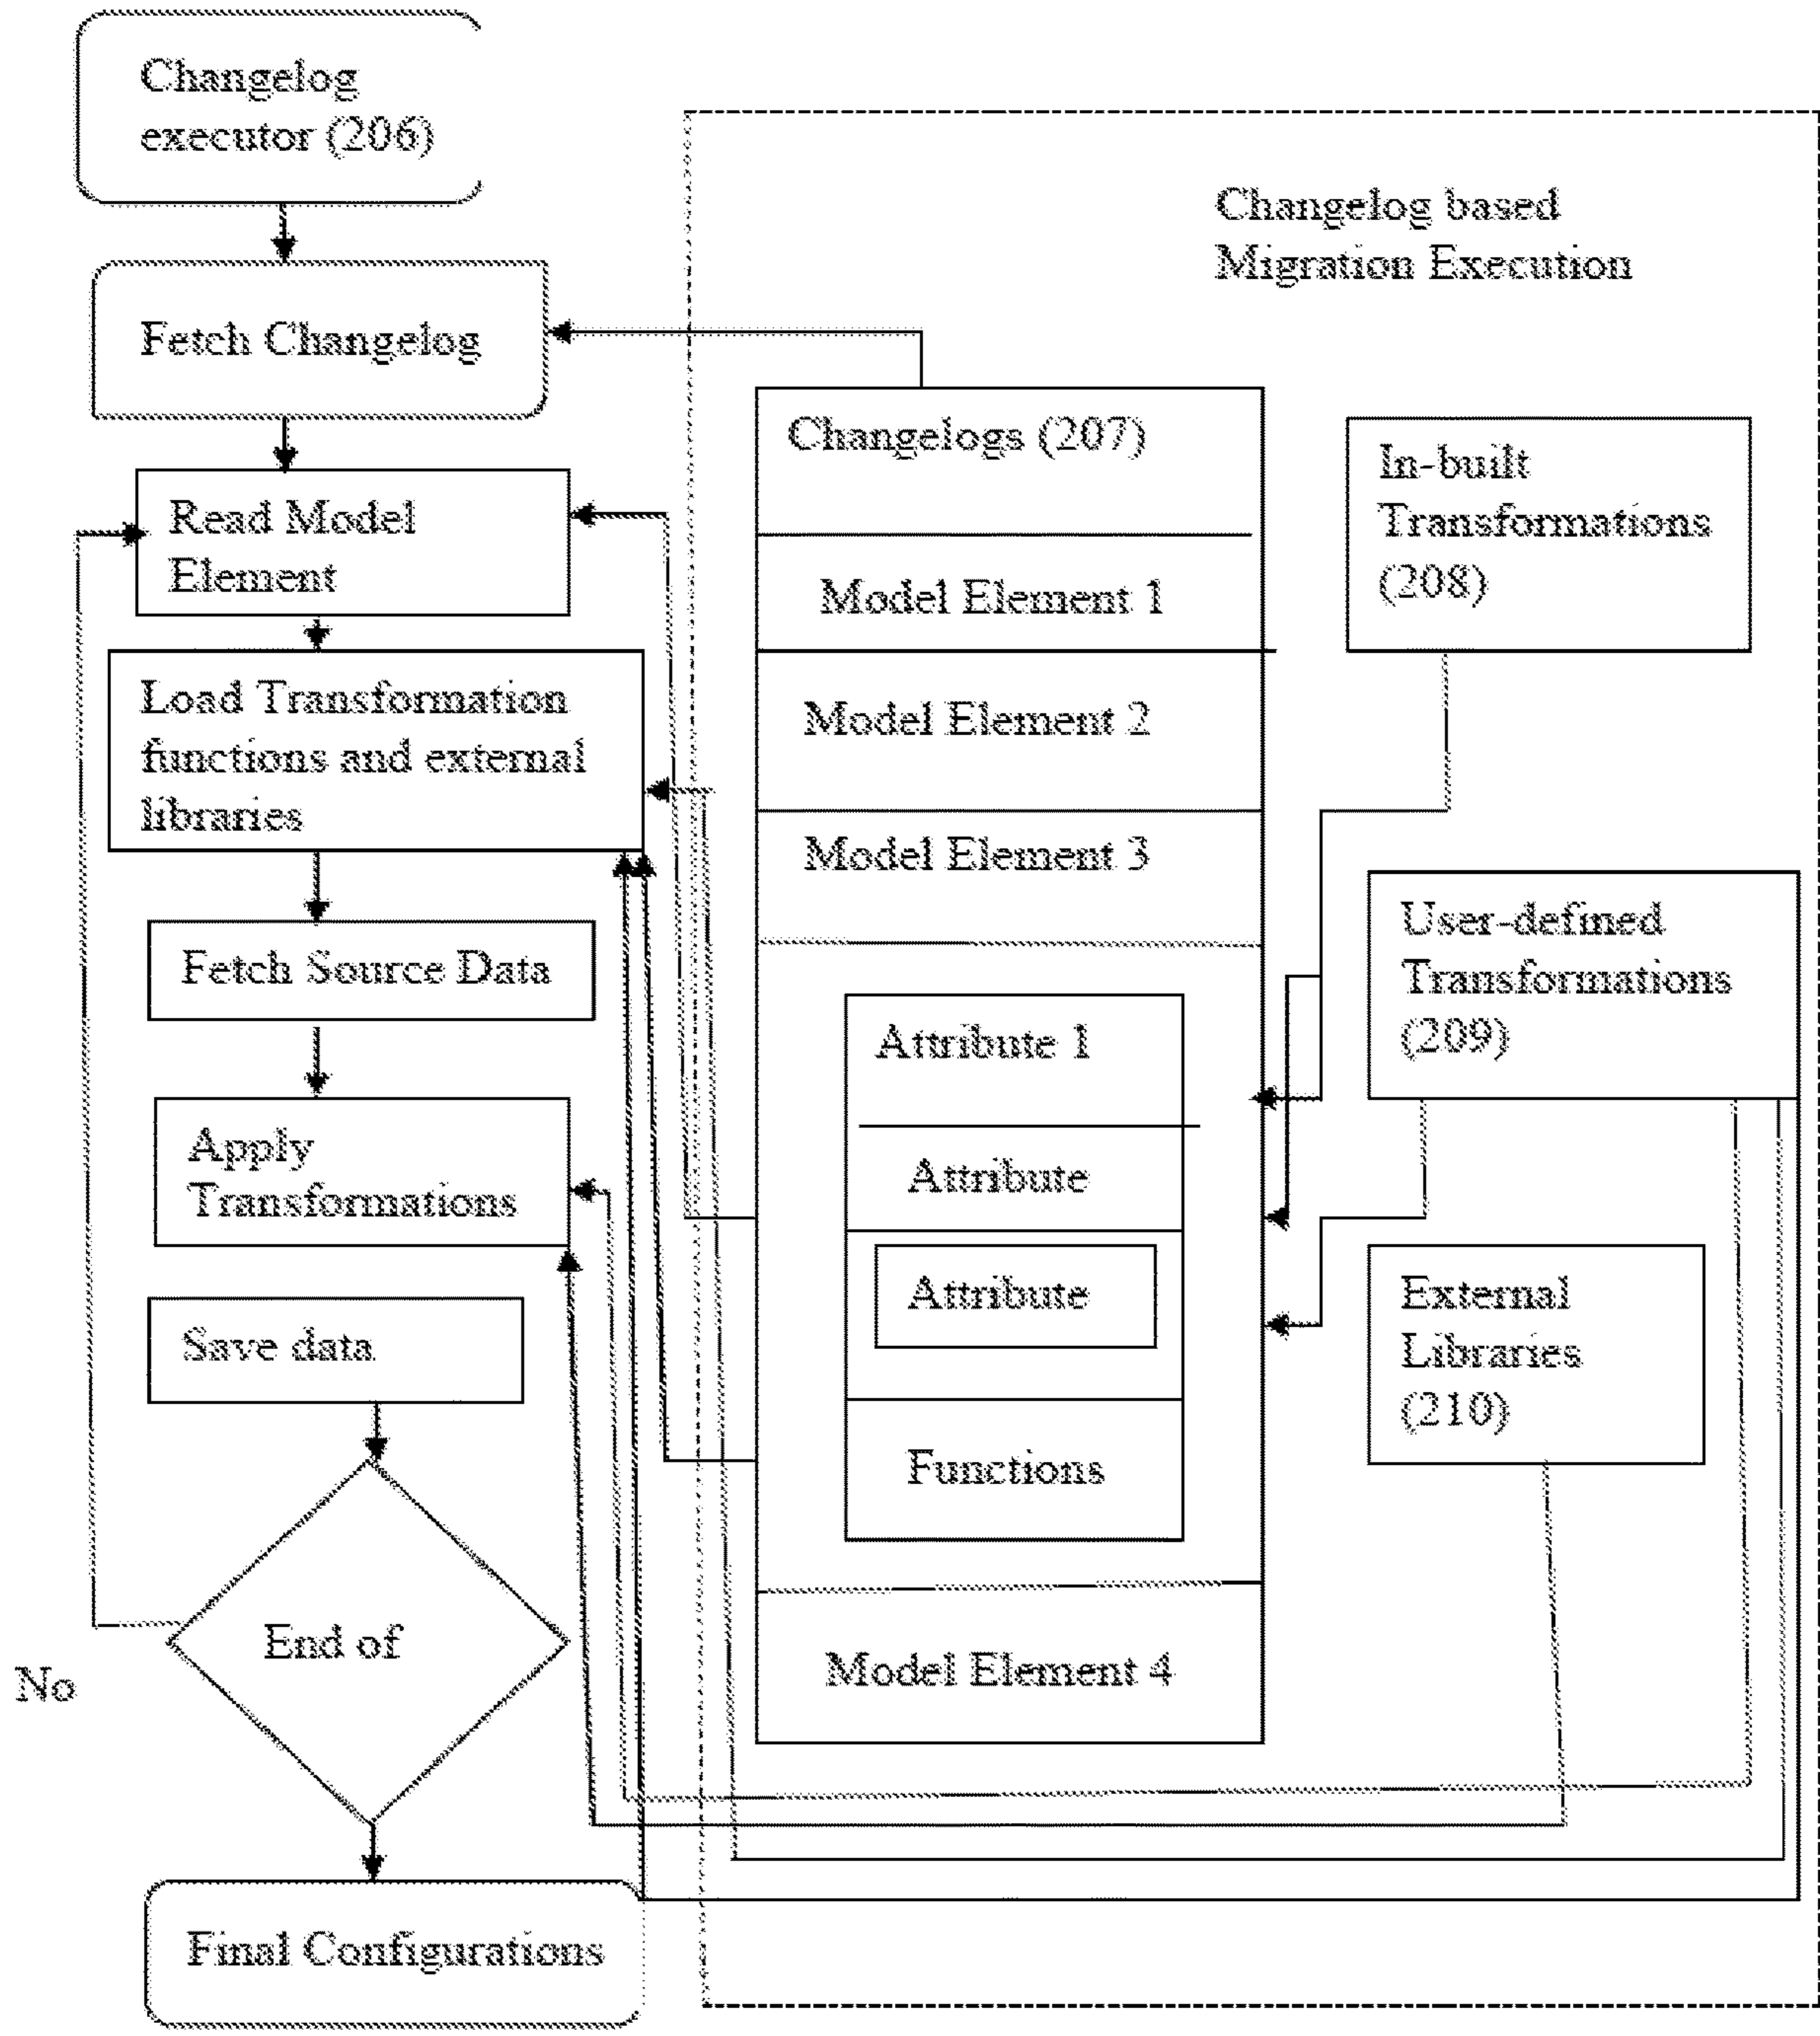 Changelog
executor (206)
Fetch Changelog
Read Model
Element
Load Transformation
functions and external
libraries
Fetch Source Data
Apply
Transformations
Save data
End of
No
Final Configurations
Changelog based
Migration Execution
Changelogs (207)
Model Element 1
Model Element 2
Model Element 3
Attribute 1
Attribute
Attribute
Functions
Model Element 4
In-built
Transformations
(208)
User-defined
Transformations
(209)
External
Libraries
(210)